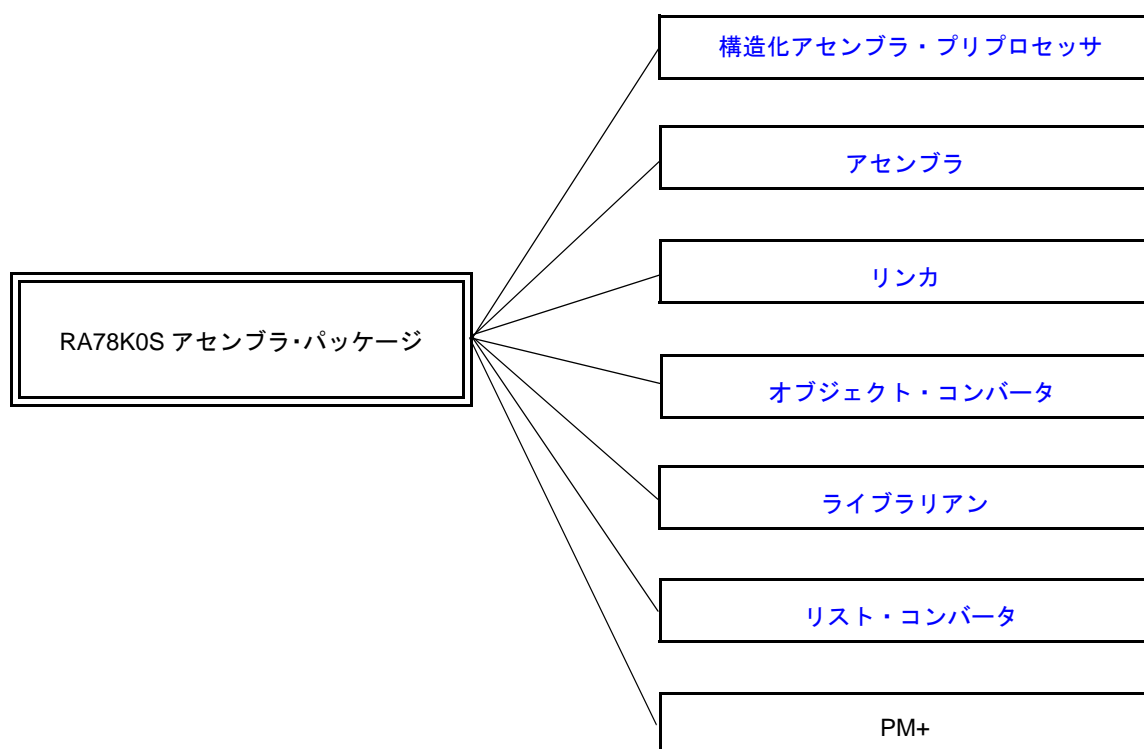 構造化アセンブラ・プリプロセッサ
アセンブラ
リンカ
RA78K0S アセンブラ・パッケージ
オブジェクト・コンバータ
ライブラリアン
リスト・コンバータ
PM+